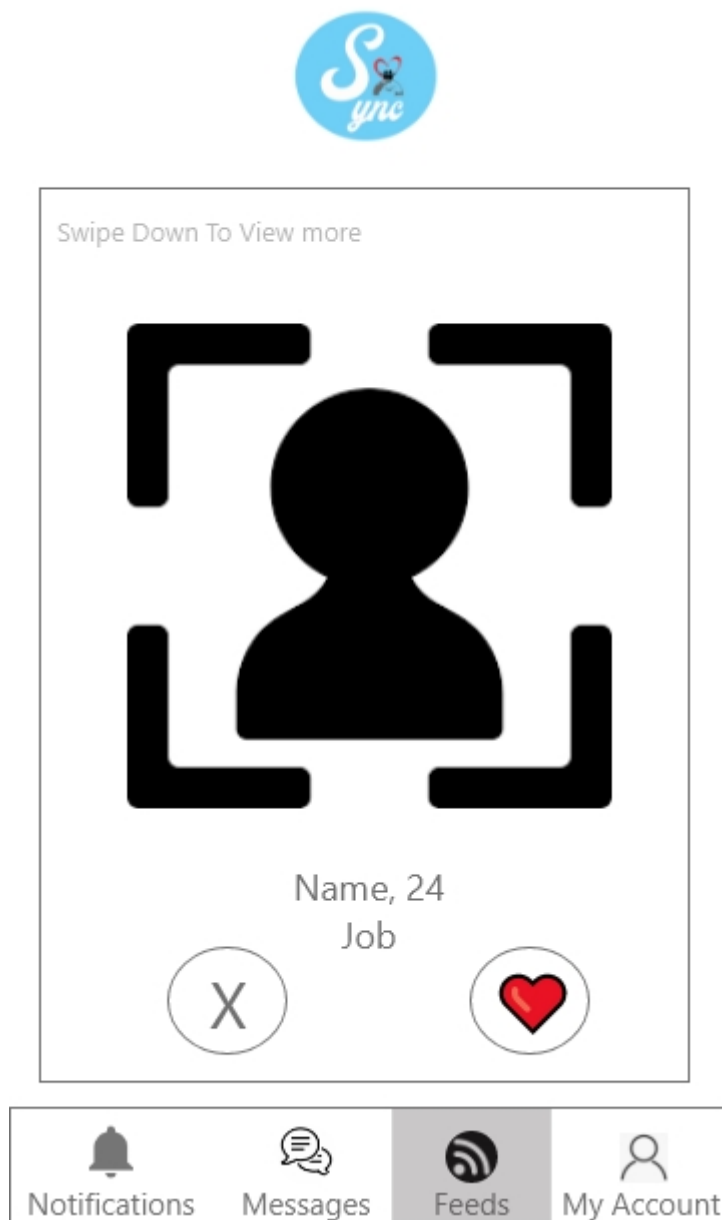 Sync
Swipe Down To View more
Name, 24
Job
X
Notifications Messages Feeds My Account